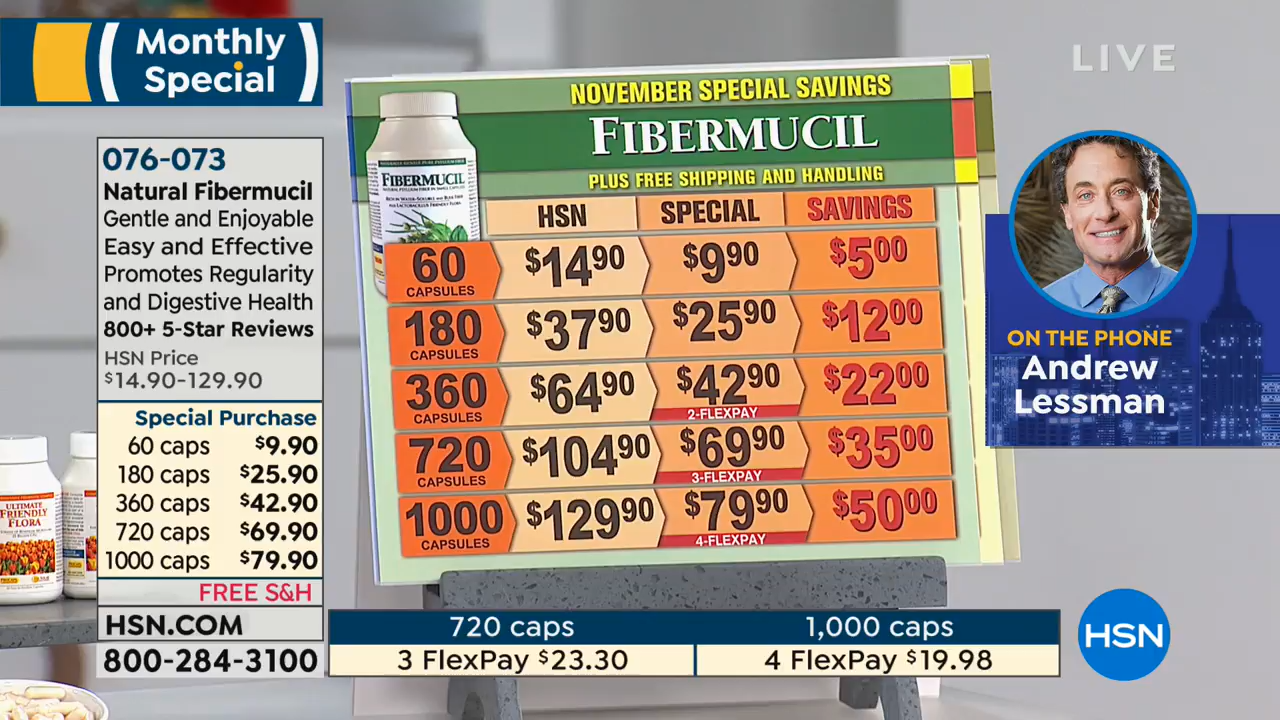 Monthly
Special
LIVE
076-073
Natural Fibermucil
Gentle and Enjoyable
Easy and Effective
Promotes Regularity
and Digestive Health
800+ 5-Star Reviews
HSN Price
$14.90-129.90
Special Purchase
60 caps $9.90
180 caps $25.90
360 caps $42.90
720 caps $69.90
1000 caps $79.90
FREE S&H
HSN.COM
800-284-3100
NOVEMBER SPECIAL SAVINGS
FIBERMUCIL
PLUS FREE SHIPPING AND HANDLING
HSN SPECIAL SAVINGS
60 CAPSULES $14.90 $9.90 $5.00
180 CAPSULES $37.90 $25.90 $12.00
360 CAPSULES $64.90 $42.90 $22.00
2-FLEXPAY
720 CAPSULES $104.90 $69.90 $35.00
3-FLEXPAY
1000 CAPSULES $129.90 $79.90 $50.00
4-FLEXPAY
FIBERMUCIL
ULTIMATE
FRIENDLY
FLORA
ON THE PHONE
Andrew
Lessman
720 caps 1,000 caps
3 FlexPay $23.30 4 FlexPay $19.98
HSN